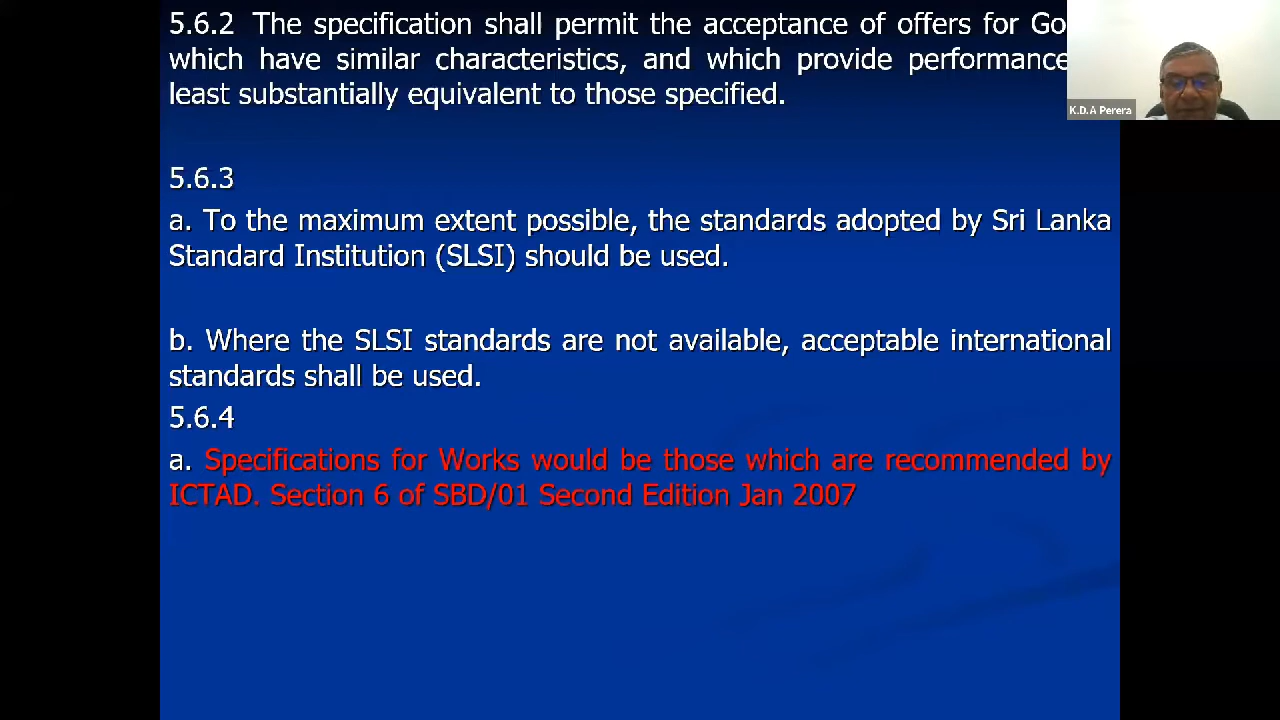 5.6.2 The specification shall permit the acceptance of offers for Go
which have similar characteristics, and which provide performance
least substantially equivalent to those specified.
K.D.A Perera
5.6.3
a. To the maximum extent possible, the standards adopted by Sri Lanka
Standard Institution (SLSI) should be used.
b. Where the SLSI standards are not available, acceptable international
standards shall be used.
5.6.4
a. Specifications for Works would be those which are recommended by
ICTAD. Section 6 of SBD/01 Second Edition Jan 2007